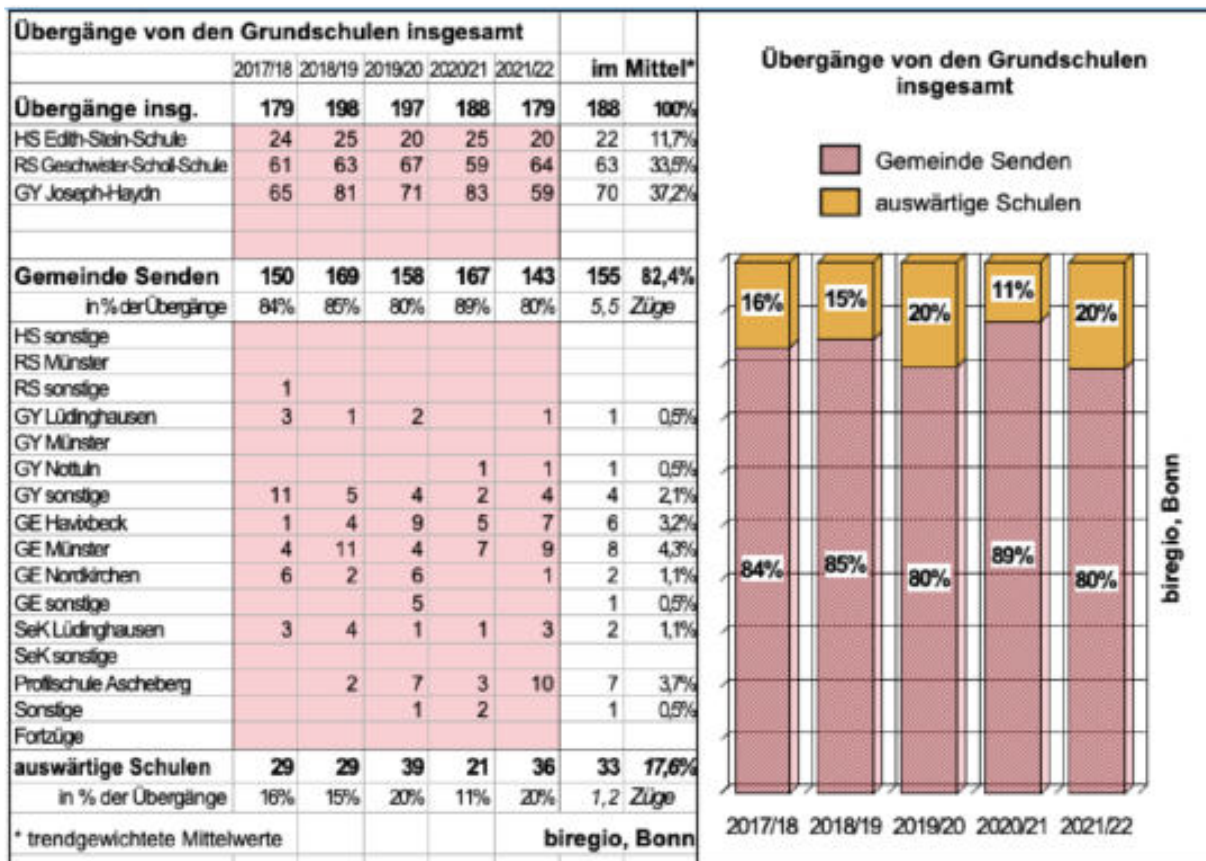 Übergänge von den Grundschulen insgesamt
2017/18 2018/19 2019/20 2020/21 2021/22 im Mittel*
Übergänge insg. 179 198 197 188 179 188 100%
HS Edith-Stein-Schule 24 25 20 25 20 22 11,7%
RS Geschwister-Scholl-Schule 61 63 67 59 64 63 33,5%
GY Joseph-Haydn 65 81 71 83 59 70 37,2%
Gemeinde Senden 150 169 158 167 143 155 82,4%
in % der Übergänge 84% 85% 80% 89% 80% 5,5 Züge
HS sonstige
RS Münster
RS sonstige 1
GY Lüdinghausen 3 1 2 1 1 0,5%
GY Münster
GY Nottuln 1 1 1 0,5%
GY sonstige 11 5 4 2 4 4 2,1%
GE Havixbeck 1 4 9 5 7 6 3,2%
GE Münster 4 11 4 7 9 8 4,3%
GE Nordkirchen 6 2 6 1 2 1,1%
GE sonstige 5 1 0,5%
SeK Lüdinghausen 3 4 1 1 3 2 1,1%
SeK sonstige
Profilschule Ascheberg 2 7 3 10 7 3,7%
Sonstige 1 2 1 0,5%
Fortzüge
auswärtige Schulen 29 29 39 21 36 33 17,6%
in % der Übergänge 16% 15% 20% 11% 20% 1,2 Züge
* trendgewichtete Mittelwerte biregio, Bonn
Übergänge von den Grundschulen
insgesamt
Gemeinde Senden
auswärtige Schulen
16% 15% 20% 11% 20%
84% 85% 80% 89% 80%
2017/18 2018/19 2019/20 2020/21 2021/22
biregio, Bonn